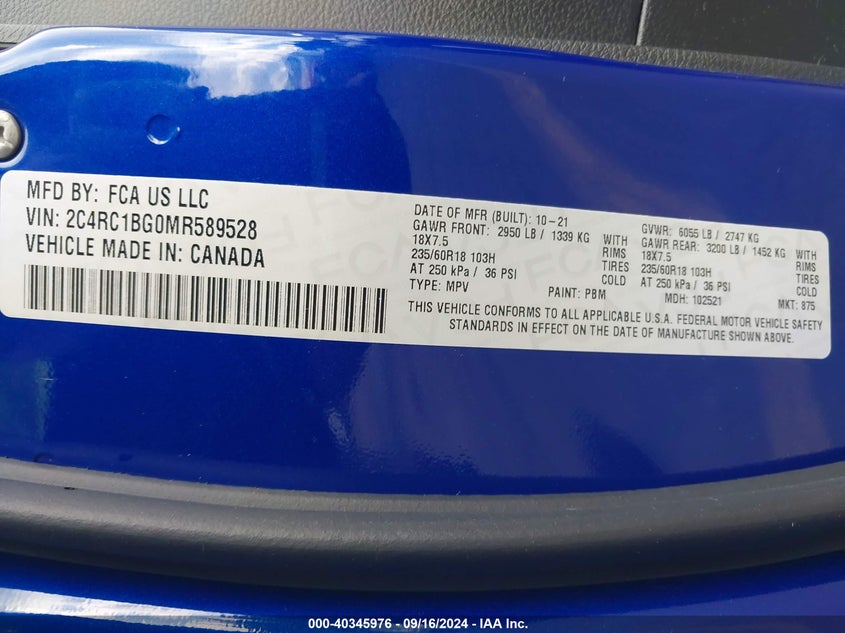 MFD BY: FCA US LLC
VIN: 2C4RC1BG0MR589528
VEHICLE MADE IN: CANADA
DATE OF MFR (BUILT): 10-21 GVWR: 6055 LB / 2747 KG
GAWR FRONT: 2950 LB / 1339 KG WITH GAWR REAR: 3200 LB / 1452 KG WITH
18X7.5 RIMS 18X7.5 RIMS
235/60R18 103H TIRES 235/60R18 103H TIRES
AT 250 kPa / 36 PSI COLD AT 250 kPa / 36 PSI COLD
TYPE: MPV PAINT: PBM MDH: 102521 MKT: 875
THIS VEHICLE CONFORMS TO ALL APPLICABLE U.S.A. FEDERAL MOTOR VEHICLE SAFETY
STANDARDS IN EFFECT ON THE DATE OF MANUFACTURE SHOWN ABOVE.
000-40345976 - 09/16/2024 - IAA Inc.